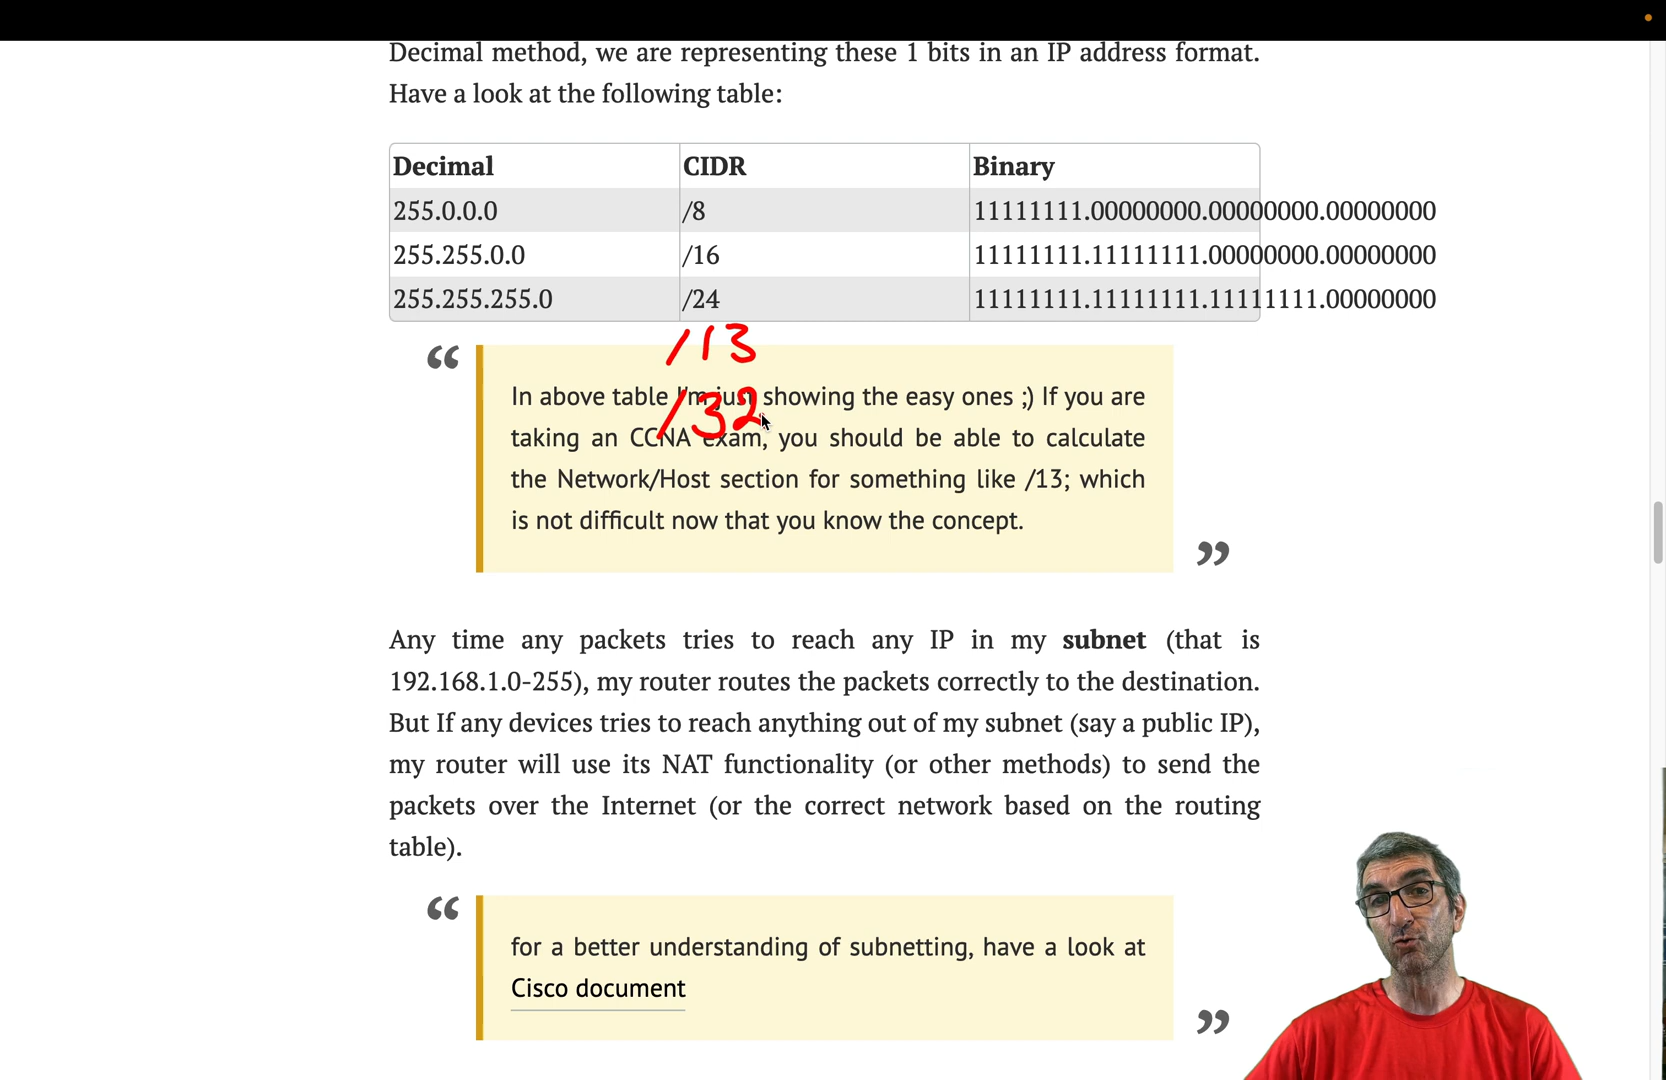 Decimal method, we are representing these 1 bits in an IP address format.
Have a look at the following table:
Decimal CIDR Binary
255.0.0.0 /8 11111111.00000000.00000000.00000000
255.255.0.0 /16 11111111.11111111.00000000.00000000
255.255.255.0 /24 11111111.11111111.11111111.00000000
/13
/32
“
In above table I'm just showing the easy ones ;) If you are
taking an CCNA exam, you should be able to calculate
the Network/Host section for something like /13; which
is not difficult now that you know the concept.
”
Any time any packets tries to reach any IP in my subnet (that is
192.168.1.0-255), my router routes the packets correctly to the destination.
But If any devices tries to reach anything out of my subnet (say a public IP),
my router will use its NAT functionality (or other methods) to send the
packets over the Internet (or the correct network based on the routing
table).
“
for a better understanding of subnetting, have a look at
Cisco document
”